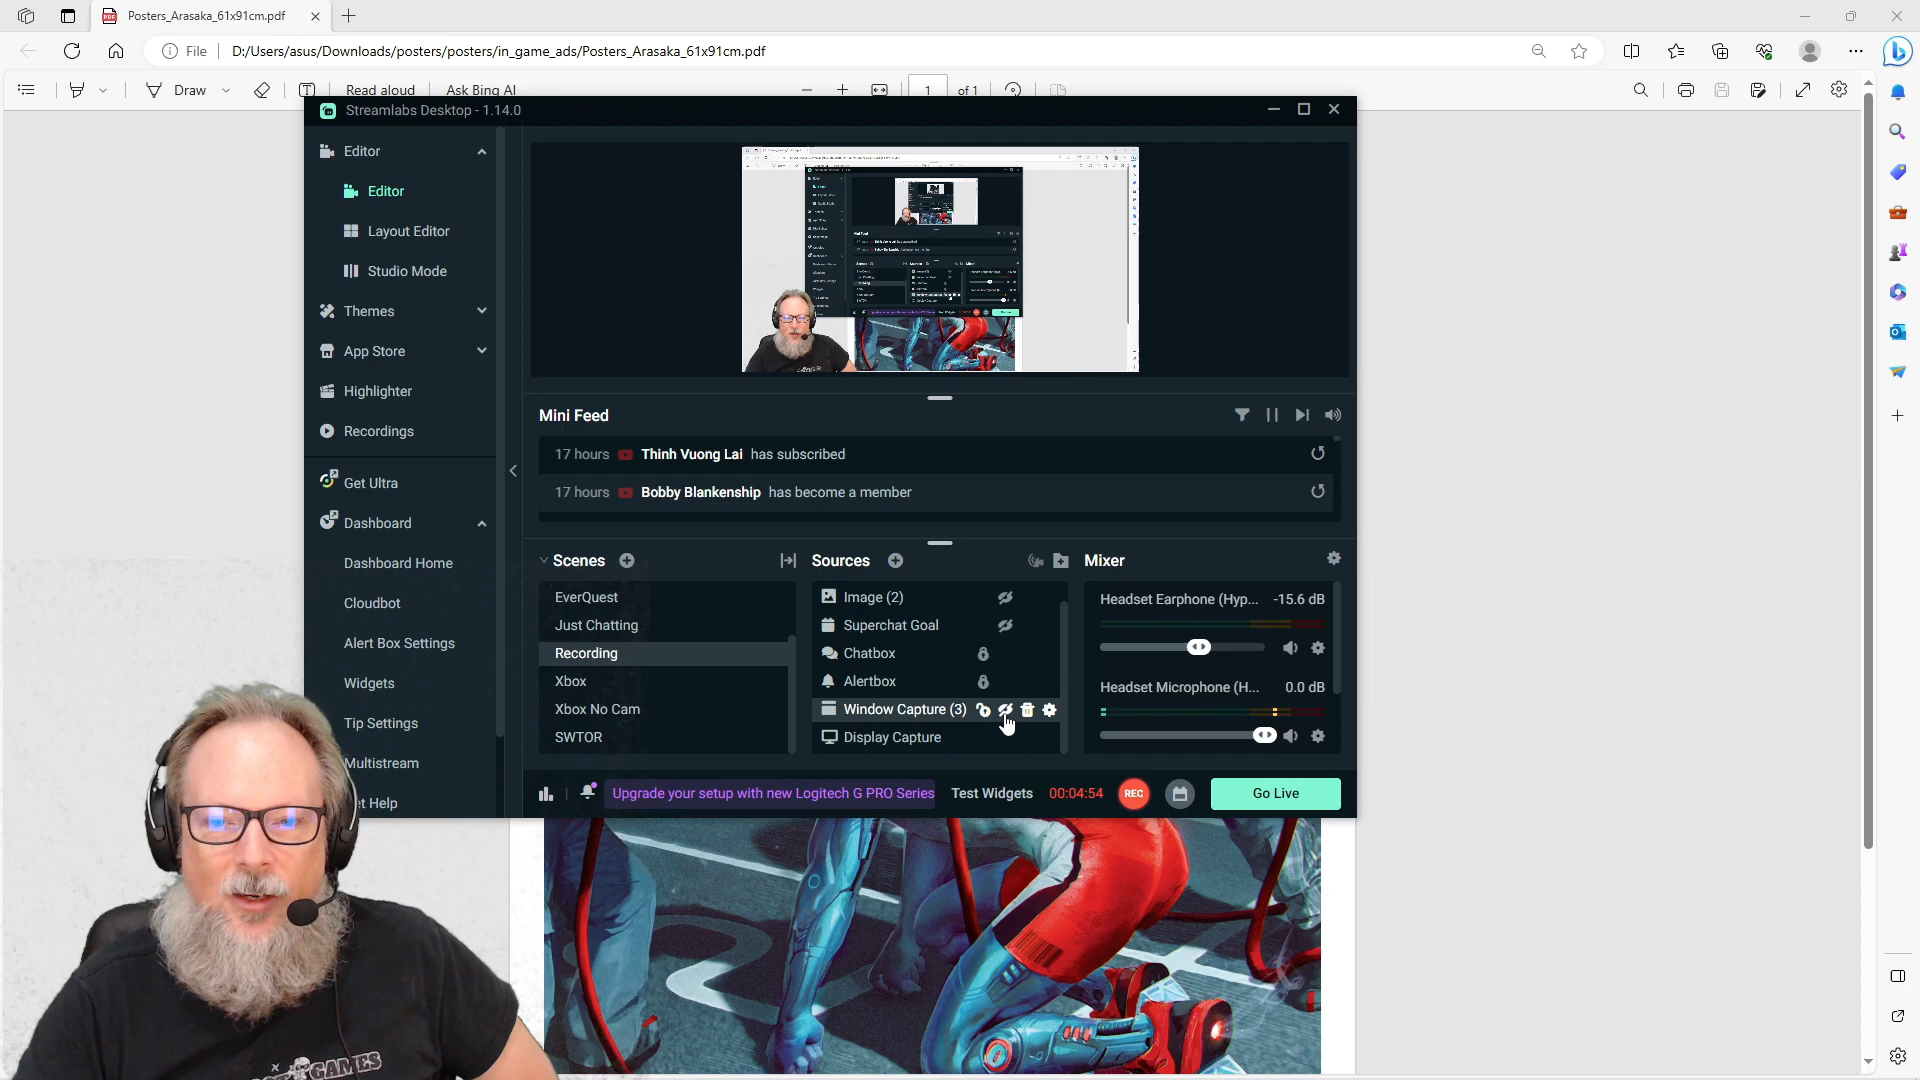 Posters_Arasaka_61x91cm.pdf
File
D:/Users/asus/Downloads/posters/posters/in_game_ads/Posters_Arasaka_61x91cm.pdf
Draw
Read aloud
Ask Bing AI
1
of 1
Streamlabs Desktop - 1.14.0
Editor
Editor
Layout Editor
Studio Mode
Themes
App Store
Highlighter
Recordings
Get Ultra
Dashboard
Dashboard Home
Cloudbot
Alert Box Settings
Widgets
Tip Settings
Multistream
Help
Mini Feed
17 hours Thinh Vuong Lai has subscribed
17 hours Bobby Blankenship has become a member
Scenes
EverQuest
Just Chatting
Recording
Xbox
Xbox No Cam
SWTOR
Sources
Image (2)
Superchat Goal
Chatbox
Alertbox
Window Capture (3)
Display Capture
Mixer
Headset Earphone (Hyp... -15.6 dB
Headset Microphone (H... 0.0 dB
Upgrade your setup with new Logitech G PRO Series
Test Widgets
00:04:54
REC
Go Live
GAMES